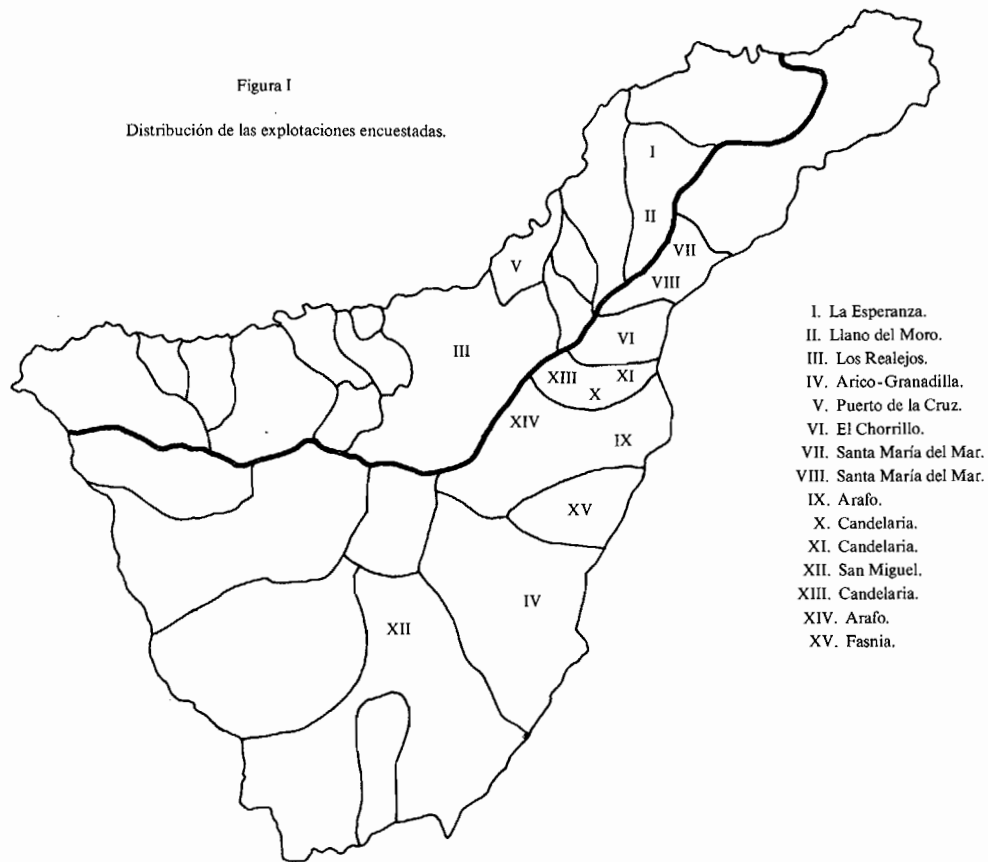 Figura I
Distribución de las explotaciones encuestadas.
I
II
VII
V
VIII
VI
III
XIII
XI
X
XIV
IX
XV
IV
XII
I. La Esperanza.
II. Llano del Moro.
III. Los Realejos.
IV. Arico-Granadilla.
V. Puerto de la Cruz.
VI. El Chorrillo.
VII. Santa María del Mar.
VIII. Santa María del Mar.
IX. Arafo.
X. Candelaria.
XI. Candelaria.
XII. San Miguel.
XIII. Candelaria.
XIV. Arafo.
XV. Fasnia.